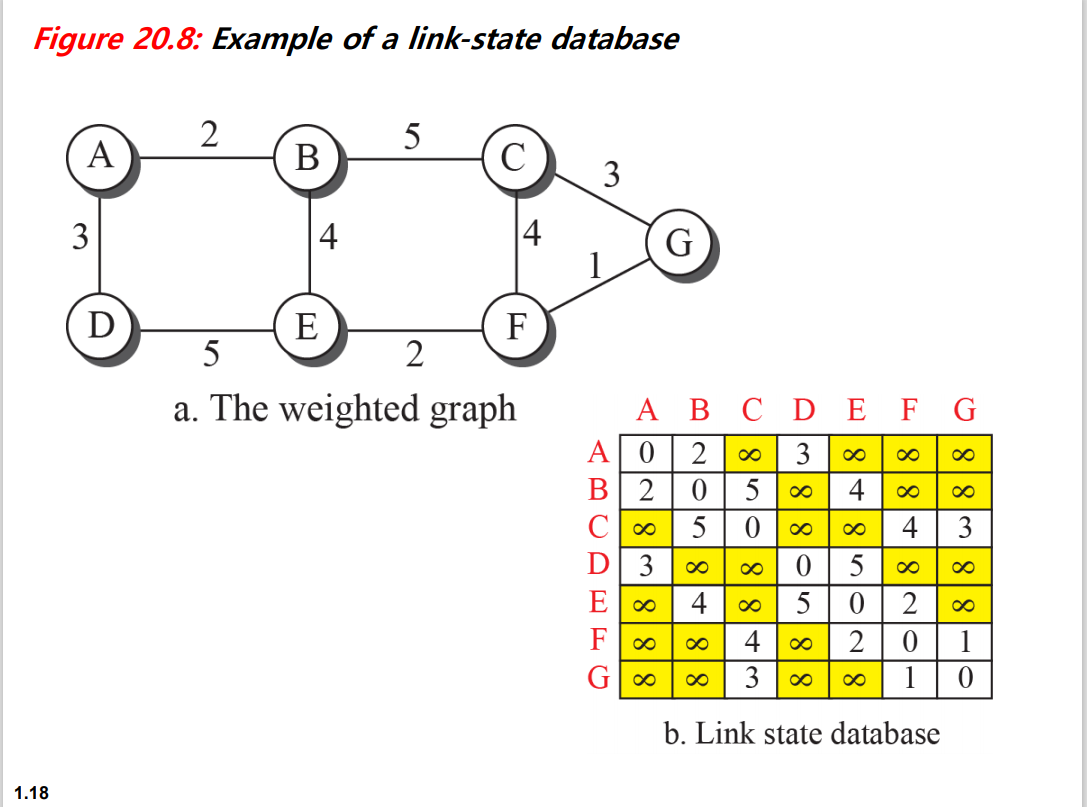 Figure 20.8: Example of a link-state database
2 5
A B C 3
3 4 4 G
1
D E F
5 2
a. The weighted graph
A B C D E F G
A 0 2 ∞ 3 ∞ ∞ ∞
B 2 0 5 ∞ 4 ∞ ∞
C ∞ 5 0 ∞ ∞ 4 3
D 3 ∞ ∞ 0 5 ∞ ∞
E ∞ 4 ∞ 5 0 2 ∞
F ∞ ∞ 4 ∞ 2 0 1
G ∞ ∞ 3 ∞ ∞ 1 0
b. Link state database
1.18